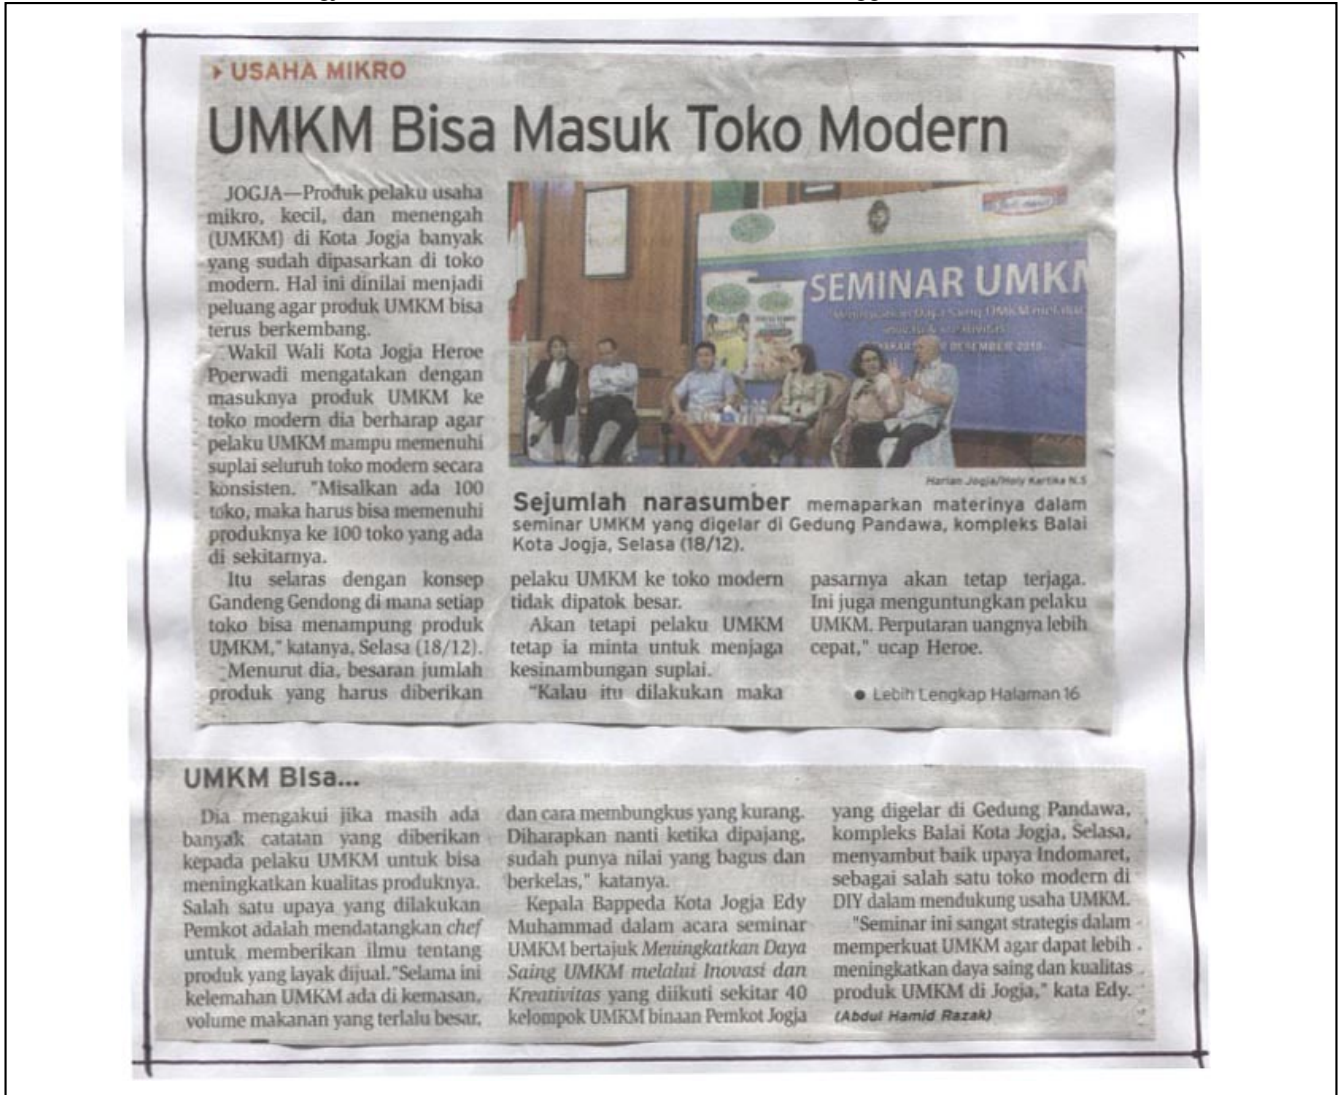 USAHA MIKRO
UMKM Bisa Masuk Toko Modern
JOGJA—Produk pelaku usaha
mikro, kecil, dan menengah
(UMKM) di Kota Jogja banyak
yang sudah dipasarkan di toko
modern. Hal ini dinilai menjadi
peluang agar produk UMKM bisa
terus berkembang.
Wakil Wali Kota Jogja Heroe
Poerwadi mengatakan dengan
masuknya produk UMKM ke
toko modern dia berharap agar
pelaku UMKM mampu memenuhi
suplai seluruh toko modern secara
konsisten. "Misalkan ada 100
toko, maka harus bisa memenuhi
produknya ke 100 toko yang ada
di sekitarnya.
Itu selaras dengan konsep
Gandeng Gendong di mana setiap
toko bisa menampung produk
UMKM," katanya, Selasa (18/12).
Menurut dia, besaran jumlah
produk yang harus diberikan
SEMINAR UMKM
Meningkatkan Daya Saing UMKM melalui
DESEMBER 2018
Harian Jogja/Holy Kartika N.S
Sejumlah narasumber memaparkan materinya dalam
seminar UMKM yang digelar di Gedung Pandawa, kompleks Balai
Kota Jogja, Selasa (18/12).
pelaku UMKM ke toko modern
tidak dipatok besar.
Akan tetapi pelaku UMKM
tetap ia minta untuk menjaga
kesinambungan suplai.
"Kalau itu dilakukan maka
pasarnya akan tetap terjaga.
Ini juga menguntungkan pelaku
UMKM. Perputaran uangnya lebih
cepat," ucap Heroe.
● Lebih Lengkap Halaman 16
UMKM Bisa...
Dia mengakui jika masih ada
banyak catatan yang diberikan
kepada pelaku UMKM untuk bisa
meningkatkan kualitas produknya.
Salah satu upaya yang dilakukan
Pemkot adalah mendatangkan chef
untuk memberikan ilmu tentang
produk yang layak dijual."Selama ini
kelemahan UMKM ada di kemasan,
volume makanan yang terlalu besar,
dan cara membungkus yang kurang.
Diharapkan nanti ketika dipajang,
sudah punya nilai yang bagus dan
berkelas," katanya.
Kepala Bappeda Kota Jogja Edy
Muhammad dalam acara seminar
UMKM bertajuk Meningkatkan Daya
Saing UMKM melalui Inovasi dan
Kreativitas yang diikuti sekitar 40
kelompok UMKM binaan Pemkot Jogja
yang digelar di Gedung Pandawa,
kompleks Balai Kota Jogja, Selasa,
menyambut baik upaya Indomaret,
sebagai salah satu toko modern di
DIY dalam mendukung usaha UMKM.
"Seminar ini sangat strategis dalam
memperkuat UMKM agar dapat lebih
meningkatkan daya saing dan kualitas
produk UMKM di Jogja," kata Edy.
(Abdul Hamid Razak)